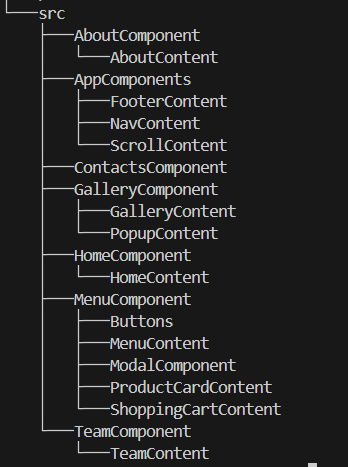 src
AboutComponent
AboutContent
AppComponents
FooterContent
NavContent
ScrollContent
ContactsComponent
GalleryComponent
GalleryContent
PopupContent
HomeComponent
HomeContent
MenuComponent
Buttons
MenuContent
ModalComponent
ProductCardContent
ShoppingCartContent
TeamComponent
TeamContent